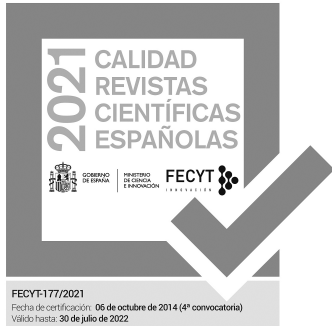 2021
CALIDAD
REVISTAS
CIENTÍFICAS
ESPAÑOLAS
GOBIERNO
DE ESPAÑA
MINISTERIO
DE CIENCIA
E INNOVACIÓN
FECYT
INNOVACIÓN
FECYT-177/2021
Fecha de certificación: 06 de octubre de 2014 (4ª convocatoria)
Válido hasta: 30 de julio de 2022